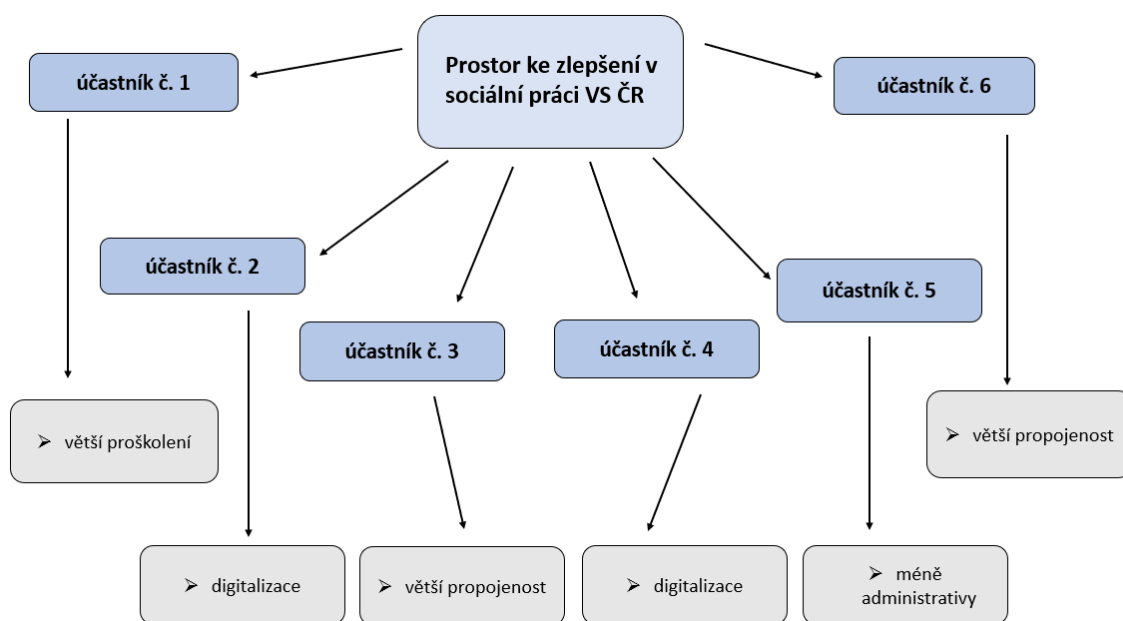 Prostor ke zlepšení v
sociální práci VS ČR
účastník č. 1
účastník č. 6
účastník č. 2
účastník č. 5
účastník č. 3
účastník č. 4
➢ větší proškolení
➢ větší propojenost
➢ digitalizace
➢ větší propojenost
➢ digitalizace
➢ méně
administrativy